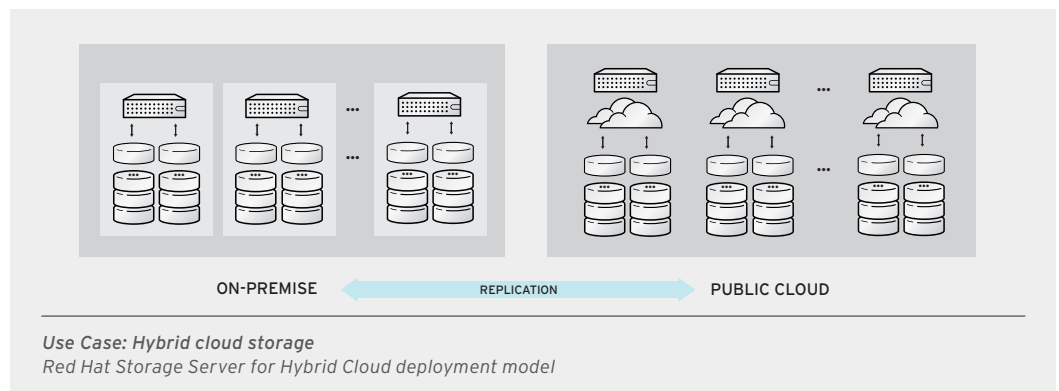 ON-PREMISE
REPLICATION
PUBLIC CLOUD
Use Case: Hybrid cloud storage
Red Hat Storage Server for Hybrid Cloud deployment model